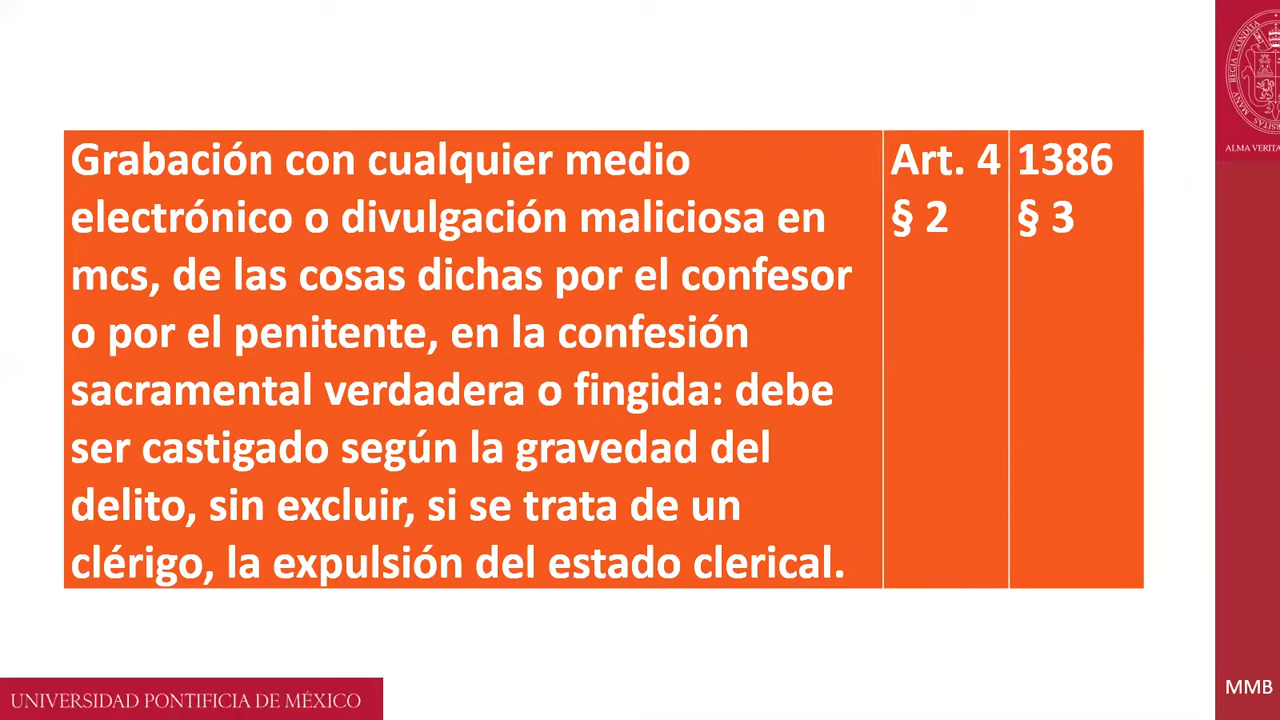 Grabación con cualquier medio
electrónico o divulgación maliciosa en
mcs, de las cosas dichas por el confesor
o por el penitente, en la confesión
sacramental verdadera o fingida: debe
ser castigado según la gravedad del
delito, sin excluir, si se trata de un
clérigo, la expulsión del estado clerical.
Art. 4
§ 2
1386
§ 3
REGIA CONDITA
ALMA VERITA
UNIVERSIDAD PONTIFICIA DE MÉXICO
MMB